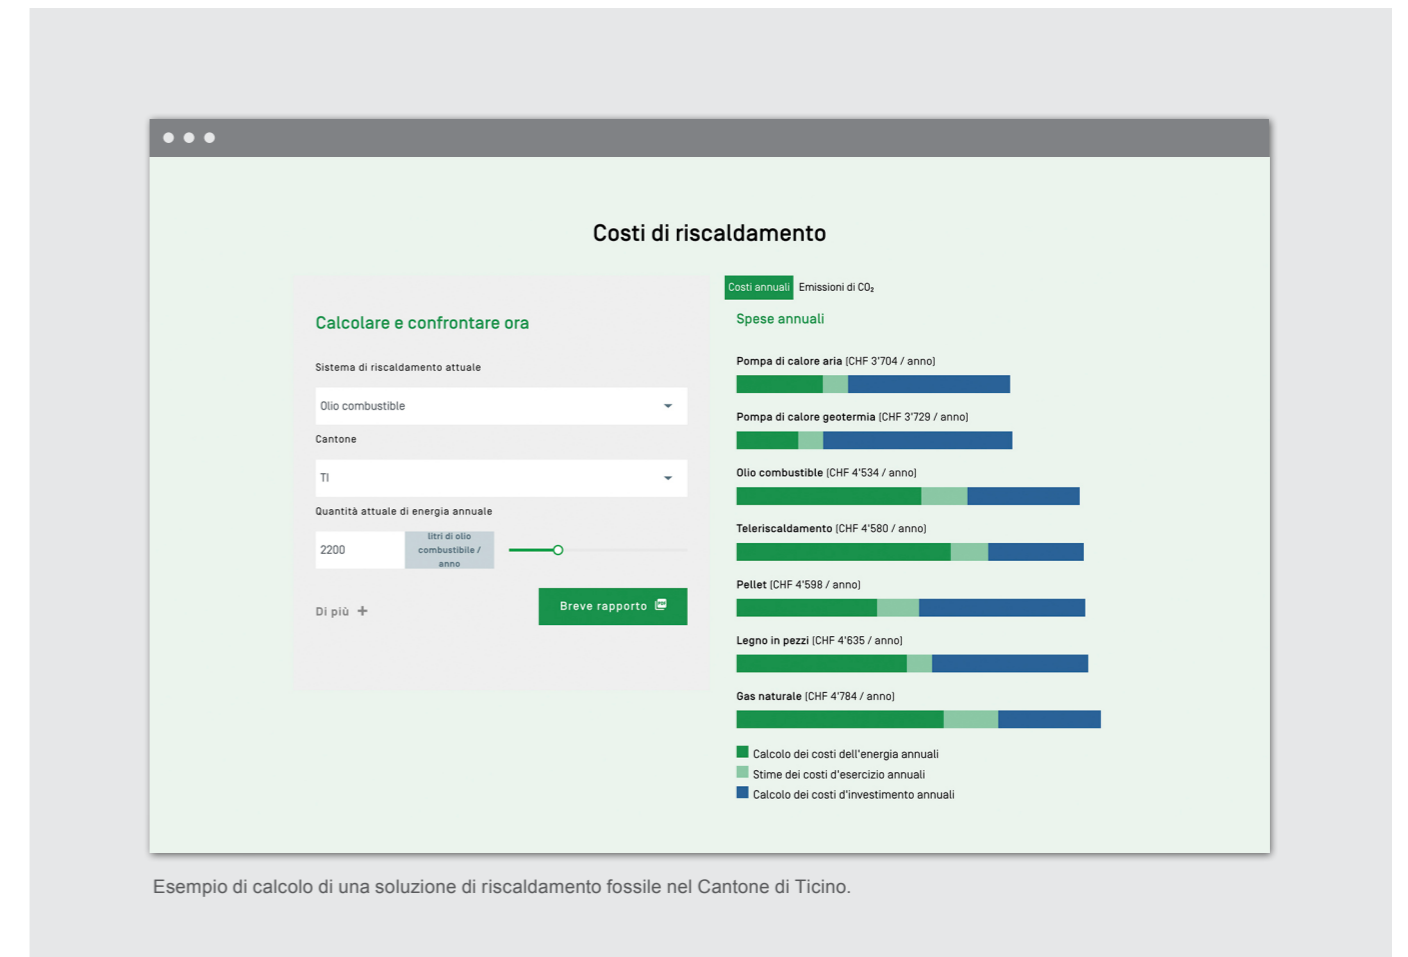 Costi di riscaldamento
Calcolare e confrontare ora
Sistema di riscaldamento attuale
Olio combustibile
Cantone
TI
Quantità attuale di energia annuale
2200
litri di olio
combustibile /
anno
Di più +
Breve rapporto PDF
Costi annuali Emissioni di CO₂
Spese annuali
Pompa di calore aria (CHF 3'704 / anno)
Pompa di calore geotermia (CHF 3'729 / anno)
Olio combustibile (CHF 4'534 / anno)
Teleriscaldamento (CHF 4'580 / anno)
Pellet (CHF 4'598 / anno)
Legno in pezzi (CHF 4'635 / anno)
Gas naturale (CHF 4'784 / anno)
Calcolo dei costi dell'energia annuali
Stime dei costi d'esercizio annuali
Calcolo dei costi d'investimento annuali
Esempio di calcolo di una soluzione di riscaldamento fossile nel Cantone di Ticino.